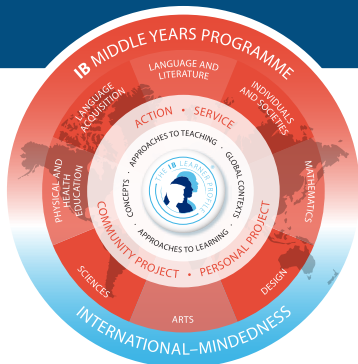 IB MIDDLE YEARS PROGRAMME
LANGUAGE AND
LITERATURE
LANGUAGE
ACQUISITION
INDIVIDUALS
AND SOCIETIES
PHYSICAL AND
HEALTH
EDUCATION
MATHEMATICS
SCIENCES
DESIGN
ARTS
ACTION • SERVICE
COMMUNITY PROJECT • PERSONAL PROJECT
APPROACHES TO TEACHING
· GLOBAL CONTEXTS ·
· CONCEPTS ·
APPROACHES TO LEARNING
THE IB LEARNER PROFILE
®
INTERNATIONAL–MINDEDNESS